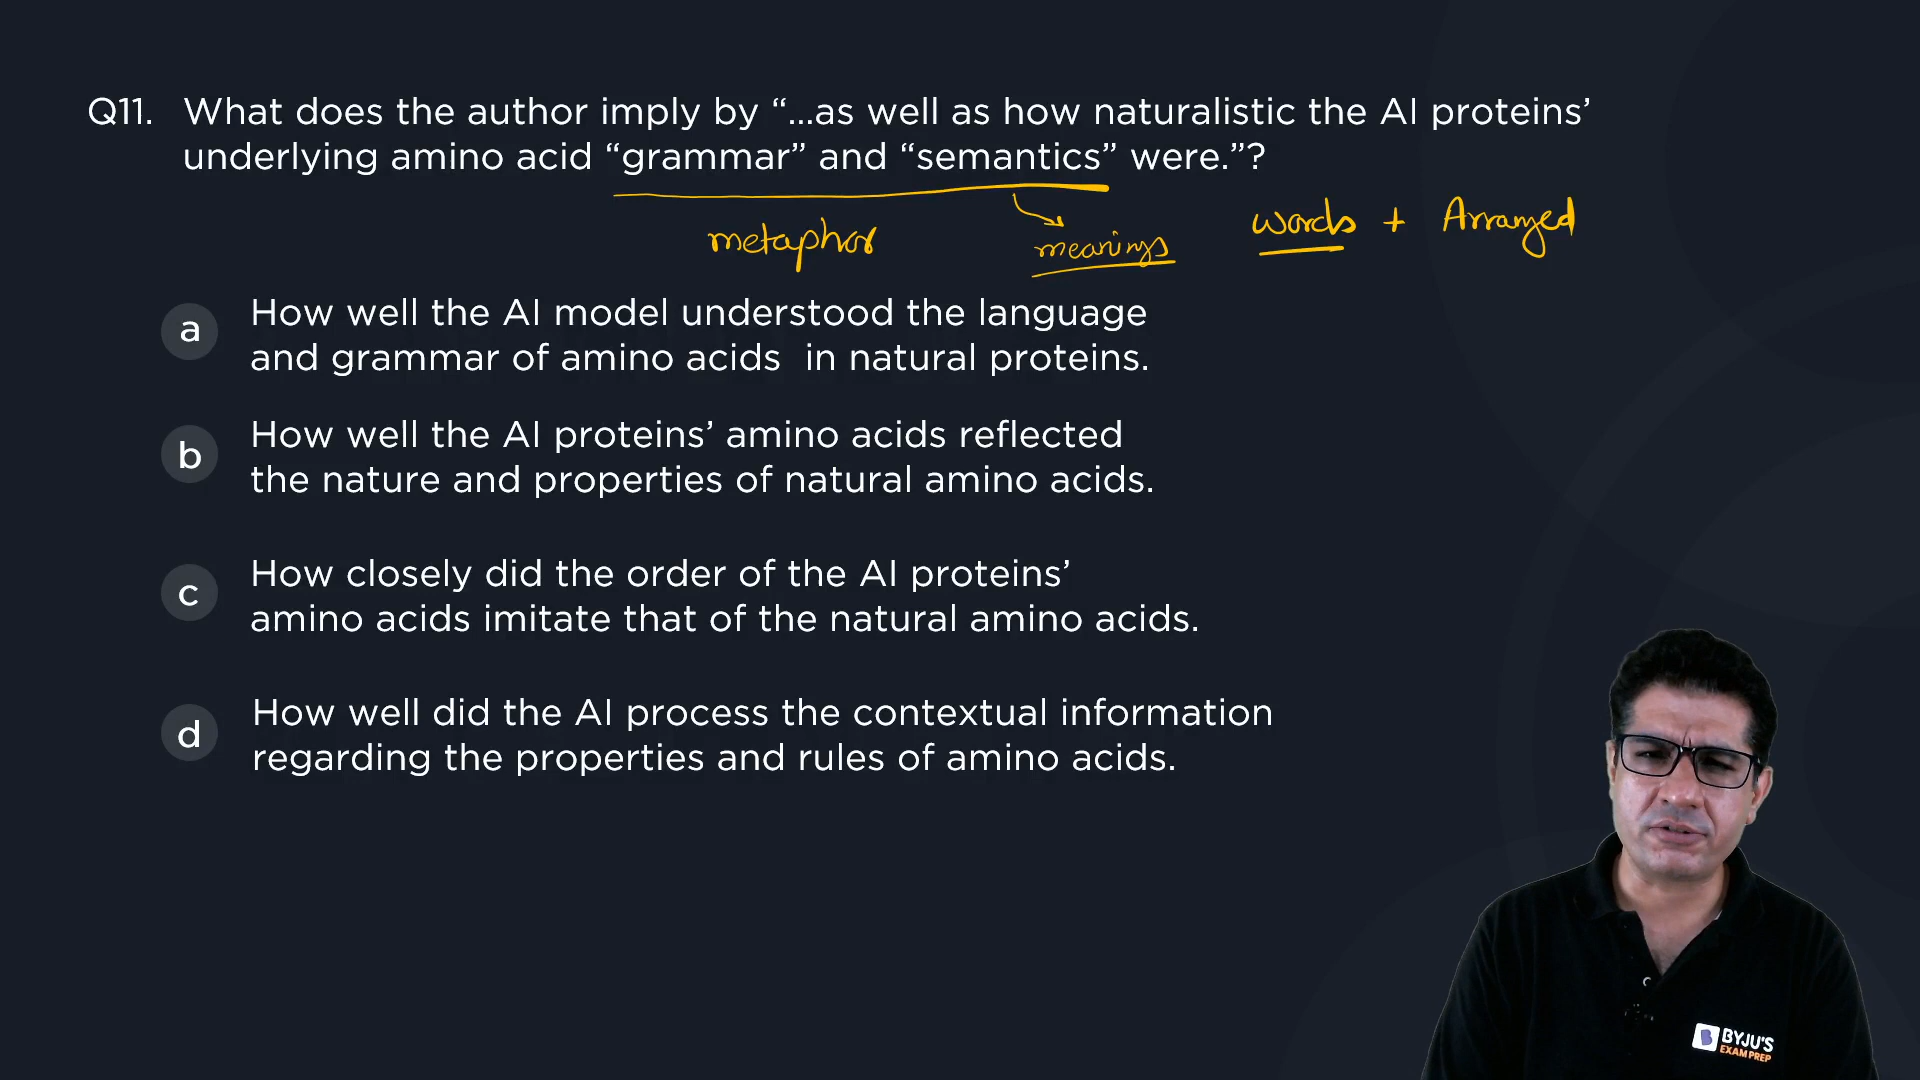 Q11. What does the author imply by “...as well as how naturalistic the AI proteins’
underlying amino acid “grammar” and “semantics” were.”?
metaphor
meanings
words + Arranged
a How well the AI model understood the language
and grammar of amino acids in natural proteins.
b How well the AI proteins’ amino acids reflected
the nature and properties of natural amino acids.
c How closely did the order of the AI proteins’
amino acids imitate that of the natural amino acids.
d How well did the AI process the contextual information
regarding the properties and rules of amino acids.
B BYJU'S
EXAM PREP